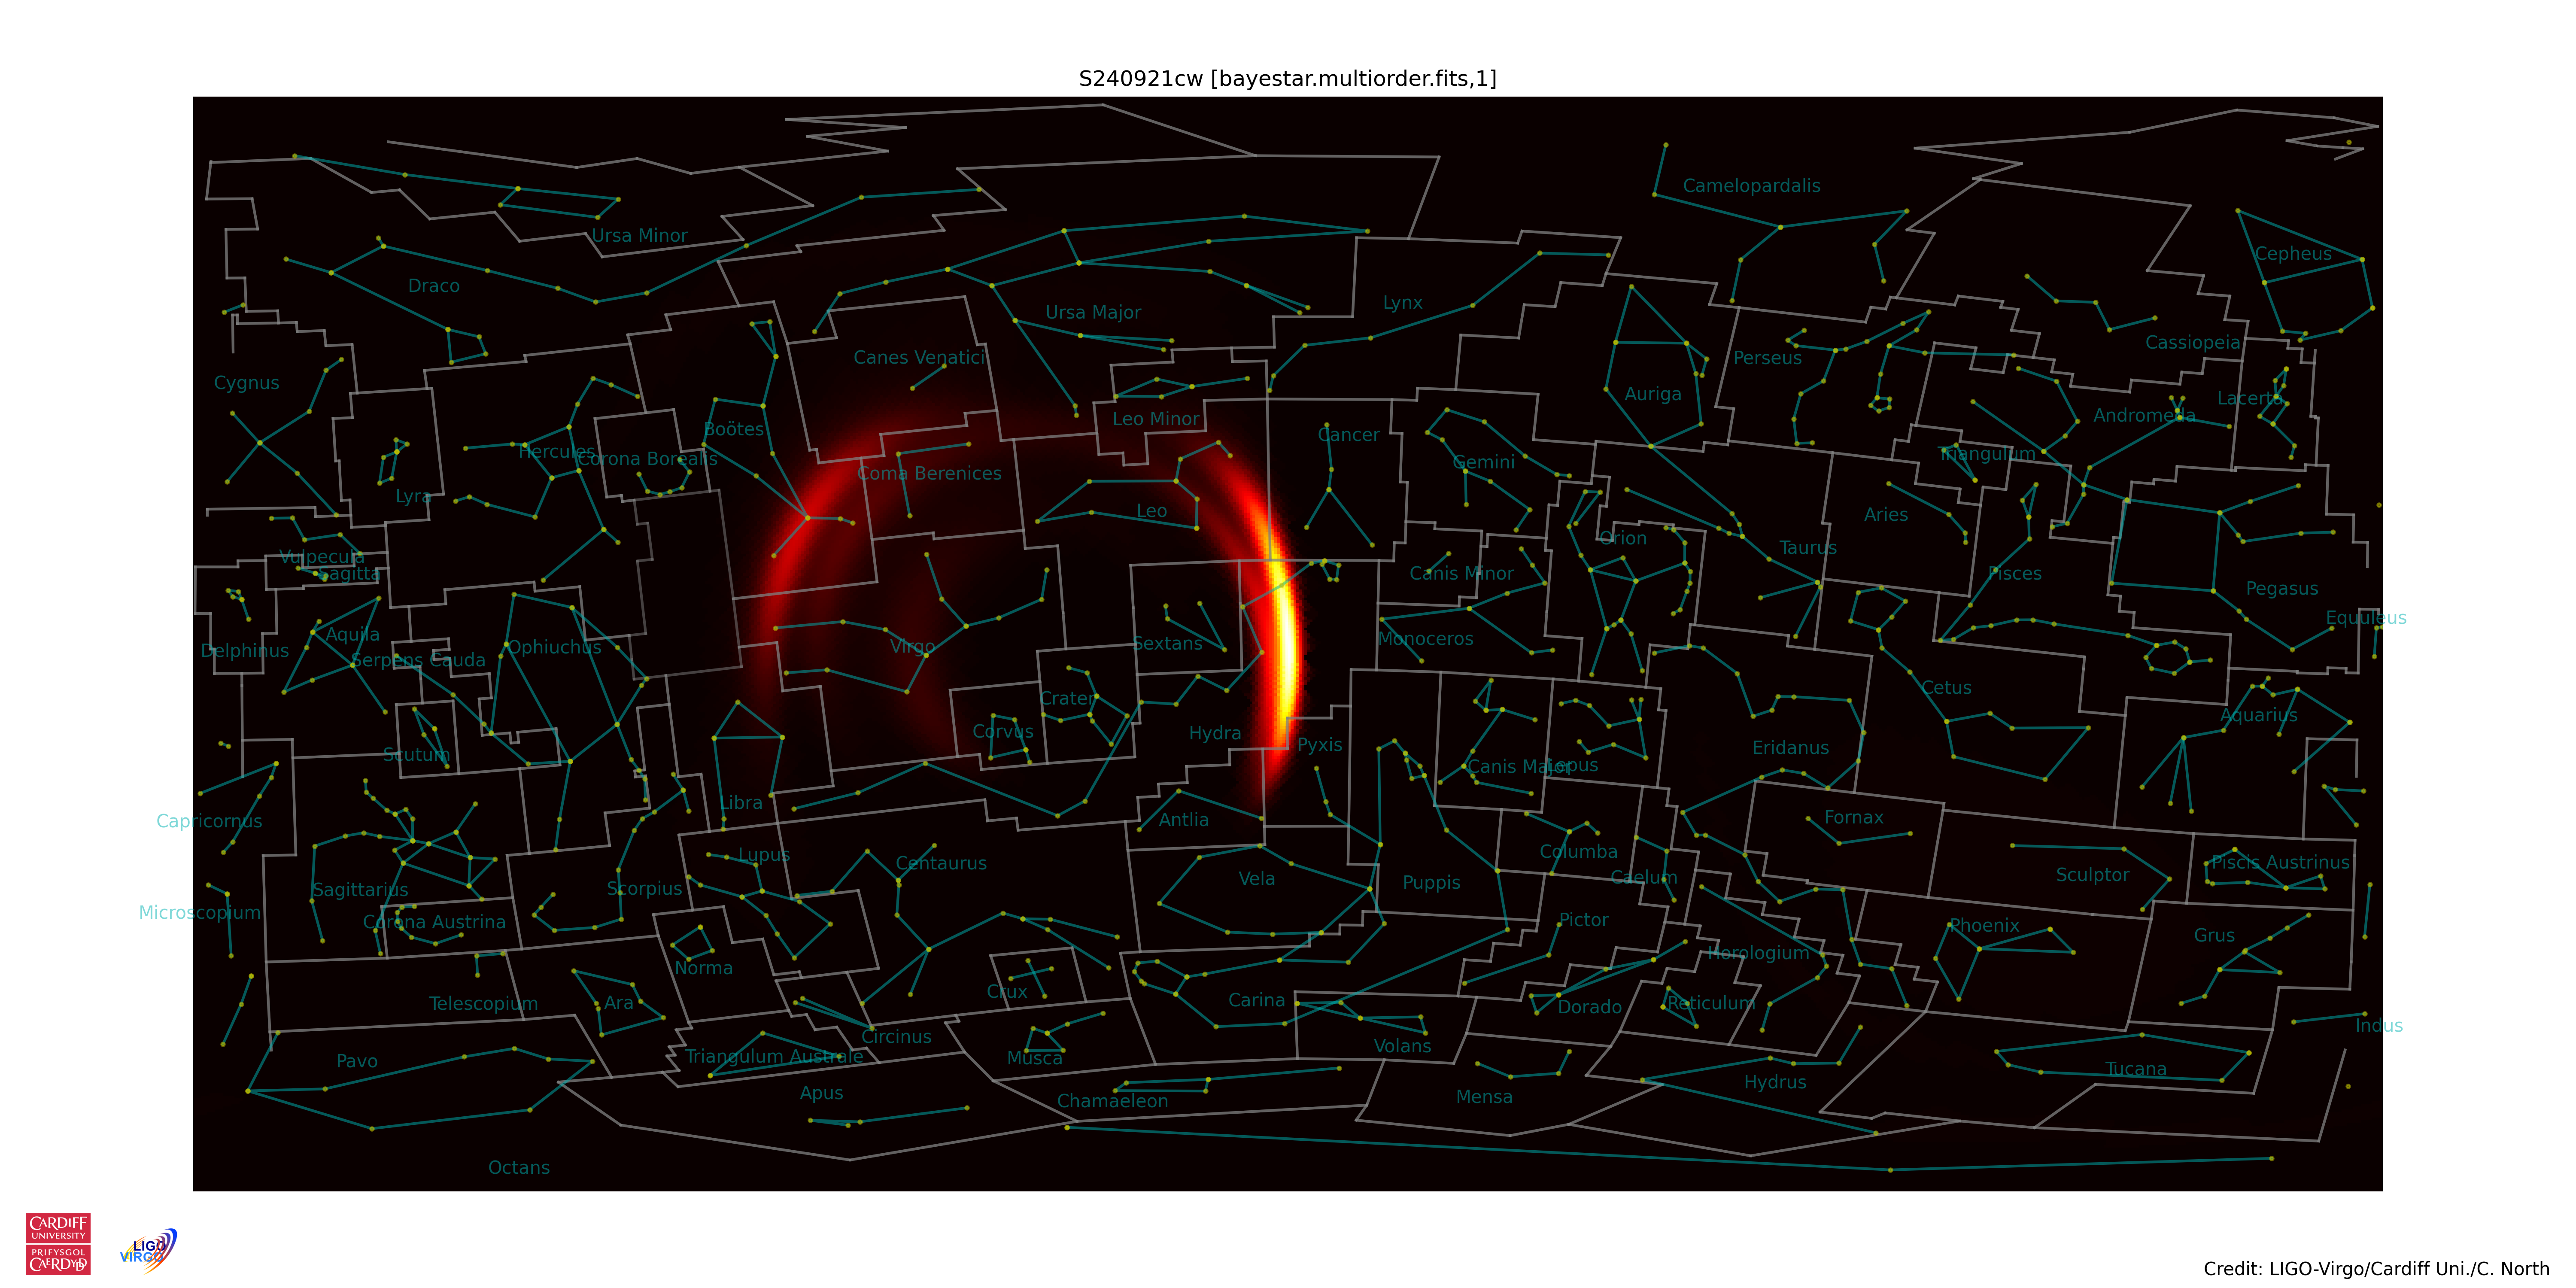 S240921cw [bayestar.multiorder.fits,1]
Camelopardalis
Ursa Minor
Cepheus
Draco
Ursa Major
Lynx
Cassiopeia
Canes Venatici
Perseus
Cygnus
Auriga
Lacerta
Andromeda
Leo Minor
Boötes
Cancer
Hercules
Corona Borealis
Triangulum
Gemini
Coma Berenices
Lyra
Leo
Aries
Orion
Taurus
Vulpecula
Sagitta
Canis Minor
Pisces
Pegasus
Equuleus
Aquila
Monoceros
Sextans
Virgo
Ophiuchus
Delphinus
Serpens Cauda
Cetus
Crater
Aquarius
Corvus
Hydra
Pyxis
Eridanus
Scutum
Canis Major
Lepus
Libra
Fornax
Antlia
Capricornus
Columba
Lupus
Centaurus
Piscis Austrinus
Sculptor
Caelum
Vela
Puppis
Scorpius
Sagittarius
Microscopium
Pictor
Corona Austrina
Phoenix
Grus
Horologium
Norma
Crux
Carina
Telescopium
Ara
Reticulum
Dorado
Indus
Circinus
Volans
Triangulum Australe
Musca
Pavo
Tucana
Hydrus
Apus
Mensa
Chamaeleon
Octans
CARDIFF
UNIVERSITY
PRIFYSGOL
CAERDYDD
LIGO
VIRGO
Credit: LIGO-Virgo/Cardiff Uni./C. North